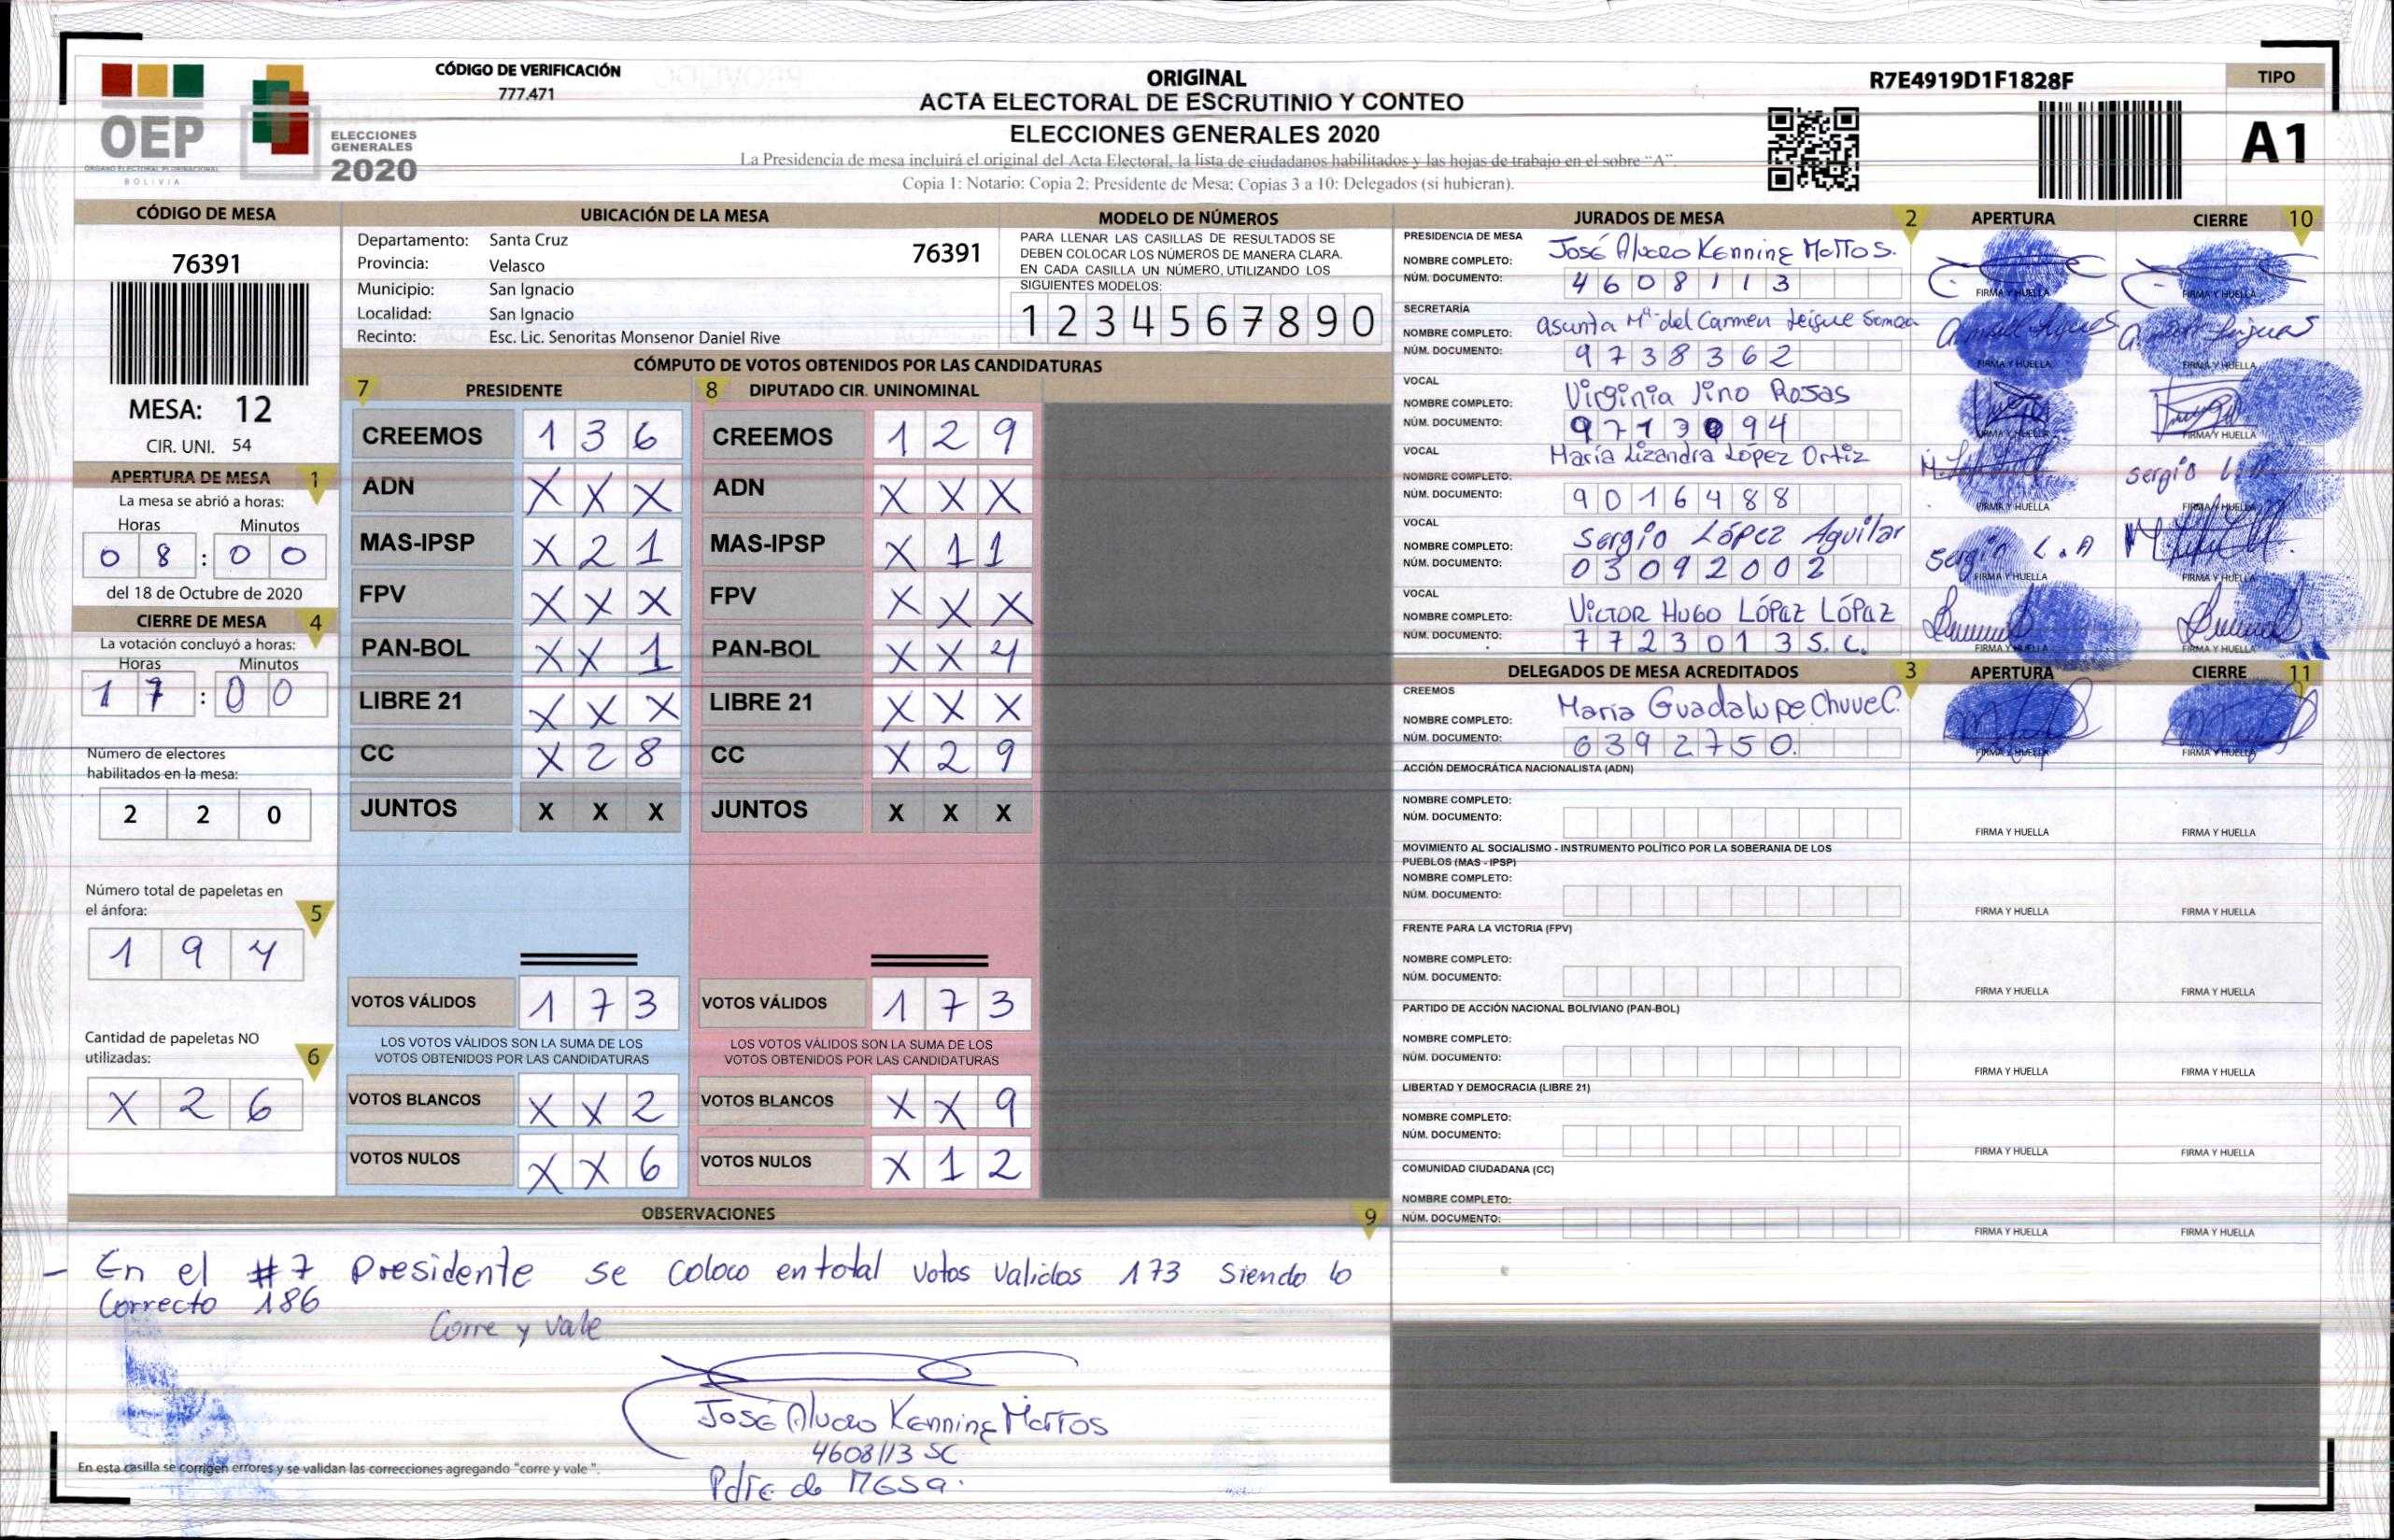 CÓDIGO DE VERIFICACIÓN
777.471
ORIGINAL
ACTA ELECTORAL DE ESCRUTINIO Y CONTEO
ELECCIONES GENERALES 2020
La Presidencia de mesa incluirá el original del Acta Electoral, la lista de ciudadanos habilitados y las hojas de trabajo en el sobre "A".
Copia 1: Notario; Copia 2: Presidente de Mesa; Copias 3 a 10: Delegados (si hubieran).
R7E4919D1F1828F
TIPO
A1
OEP
ÓRGANO ELECTORAL PLURINACIONAL
BOLIVIA
ELECCIONES
GENERALES
2020
CÓDIGO DE MESA
76391
MESA: 12
CIR. UNI. 54
APERTURA DE MESA 1
La mesa se abrió a horas:
Horas Minutos
0 8 : 0 0
del 18 de Octubre de 2020
CIERRE DE MESA 4
La votación concluyó a horas:
Horas Minutos
1 7 : 0 0
Número de electores
habilitados en la mesa:
2 2 0
Número total de papeletas en
el ánfora: 5
1 9 4
Cantidad de papeletas NO
utilizadas: 6
X 2 6
UBICACIÓN DE LA MESA
Departamento: Santa Cruz 76391
Provincia: Velasco
Municipio: San Ignacio
Localidad: San Ignacio
Recinto: Esc. Lic. Senoritas Monsenor Daniel Rive
MODELO DE NÚMEROS
PARA LLENAR LAS CASILLAS DE RESULTADOS SE
DEBEN COLOCAR LOS NÚMEROS DE MANERA CLARA.
EN CADA CASILLA UN NÚMERO, UTILIZANDO LOS
SIGUIENTES MODELOS:
1 2 3 4 5 6 7 8 9 0
CÓMPUTO DE VOTOS OBTENIDOS POR LAS CANDIDATURAS
7 PRESIDENTE 8 DIPUTADO CIR. UNINOMINAL
CREEMOS 1 3 6 CREEMOS 1 2 9
ADN X X X ADN X X X
MAS-IPSP X 2 1 MAS-IPSP X 1 1
FPV X X X FPV X X X
PAN-BOL X X 1 PAN-BOL X X 4
LIBRE 21 X X X LIBRE 21 X X X
CC X 2 8 CC X 2 9
JUNTOS X X X JUNTOS X X X
VOTOS VÁLIDOS 1 7 3 VOTOS VÁLIDOS 1 7 3
LOS VOTOS VÁLIDOS SON LA SUMA DE LOS LOS VOTOS VÁLIDOS SON LA SUMA DE LOS
VOTOS OBTENIDOS POR LAS CANDIDATURAS VOTOS OBTENIDOS POR LAS CANDIDATURAS
VOTOS BLANCOS X X 2 VOTOS BLANCOS X X 9
VOTOS NULOS X X 6 VOTOS NULOS X 1 2
JURADOS DE MESA 2 APERTURA CIERRE 10
PRESIDENCIA DE MESA
NOMBRE COMPLETO: José Alvaro Kenning Mattos.
NÚM. DOCUMENTO: 4 6 0 8 1 1 3
FIRMA Y HUELLA FIRMA Y HUELLA
SECRETARÍA
NOMBRE COMPLETO: asunta Mª del Carmen
NÚM. DOCUMENTO: 9 7 3 8 3 6 2
FIRMA Y HUELLA FIRMA Y HUELLA
VOCAL
NOMBRE COMPLETO: Virginia Jino Rosas
NÚM. DOCUMENTO: 9 7 1 3 0 9 4
FIRMA Y HUELLA FIRMA Y HUELLA
VOCAL
NOMBRE COMPLETO: María Lizandra López Ortiz
NÚM. DOCUMENTO: 9 0 1 6 4 8 8
sergio L.A
FIRMA Y HUELLA FIRMA Y HUELLA
VOCAL
NOMBRE COMPLETO: Sergio López Aguilar
NÚM. DOCUMENTO: 0 3 0 9 2 0 0 2
sergio L.A
FIRMA Y HUELLA FIRMA Y HUELLA
VOCAL
NOMBRE COMPLETO: VICTOR HUGO LÓPEZ LÓPEZ
NÚM. DOCUMENTO: 7 7 2 3 0 1 3 S. C.
FIRMA Y HUELLA FIRMA Y HUELLA
DELEGADOS DE MESA ACREDITADOS 3 APERTURA CIERRE 11
CREEMOS
NOMBRE COMPLETO: María Guadalupe Chuve C.
NÚM. DOCUMENTO: 6 3 9 2 7 5 0.
FIRMA Y HUELLA FIRMA Y HUELLA
ACCIÓN DEMOCRÁTICA NACIONALISTA (ADN)
NOMBRE COMPLETO:
NÚM. DOCUMENTO:
FIRMA Y HUELLA FIRMA Y HUELLA
MOVIMIENTO AL SOCIALISMO - INSTRUMENTO POLÍTICO POR LA SOBERANIA DE LOS
PUEBLOS (MAS - IPSP)
NOMBRE COMPLETO:
NÚM. DOCUMENTO:
FIRMA Y HUELLA FIRMA Y HUELLA
FRENTE PARA LA VICTORIA (FPV)
NOMBRE COMPLETO:
NÚM. DOCUMENTO:
FIRMA Y HUELLA FIRMA Y HUELLA
PARTIDO DE ACCIÓN NACIONAL BOLIVIANO (PAN-BOL)
NOMBRE COMPLETO:
NÚM. DOCUMENTO:
FIRMA Y HUELLA FIRMA Y HUELLA
LIBERTAD Y DEMOCRACIA (LIBRE 21)
NOMBRE COMPLETO:
NÚM. DOCUMENTO:
FIRMA Y HUELLA FIRMA Y HUELLA
COMUNIDAD CIUDADANA (CC)
NOMBRE COMPLETO:
NÚM. DOCUMENTO:
FIRMA Y HUELLA FIRMA Y HUELLA
OBSERVACIONES 9
- En el #7 Presidente se coloco en total votos validos 173 siendo lo
correcto 186
Corre y vale
José Alvaro Kenning Mattos
4608113 SC
Pdte de MESA.
En esta casilla se corrigen errores y se validan las correcciones agregando "corre y vale".